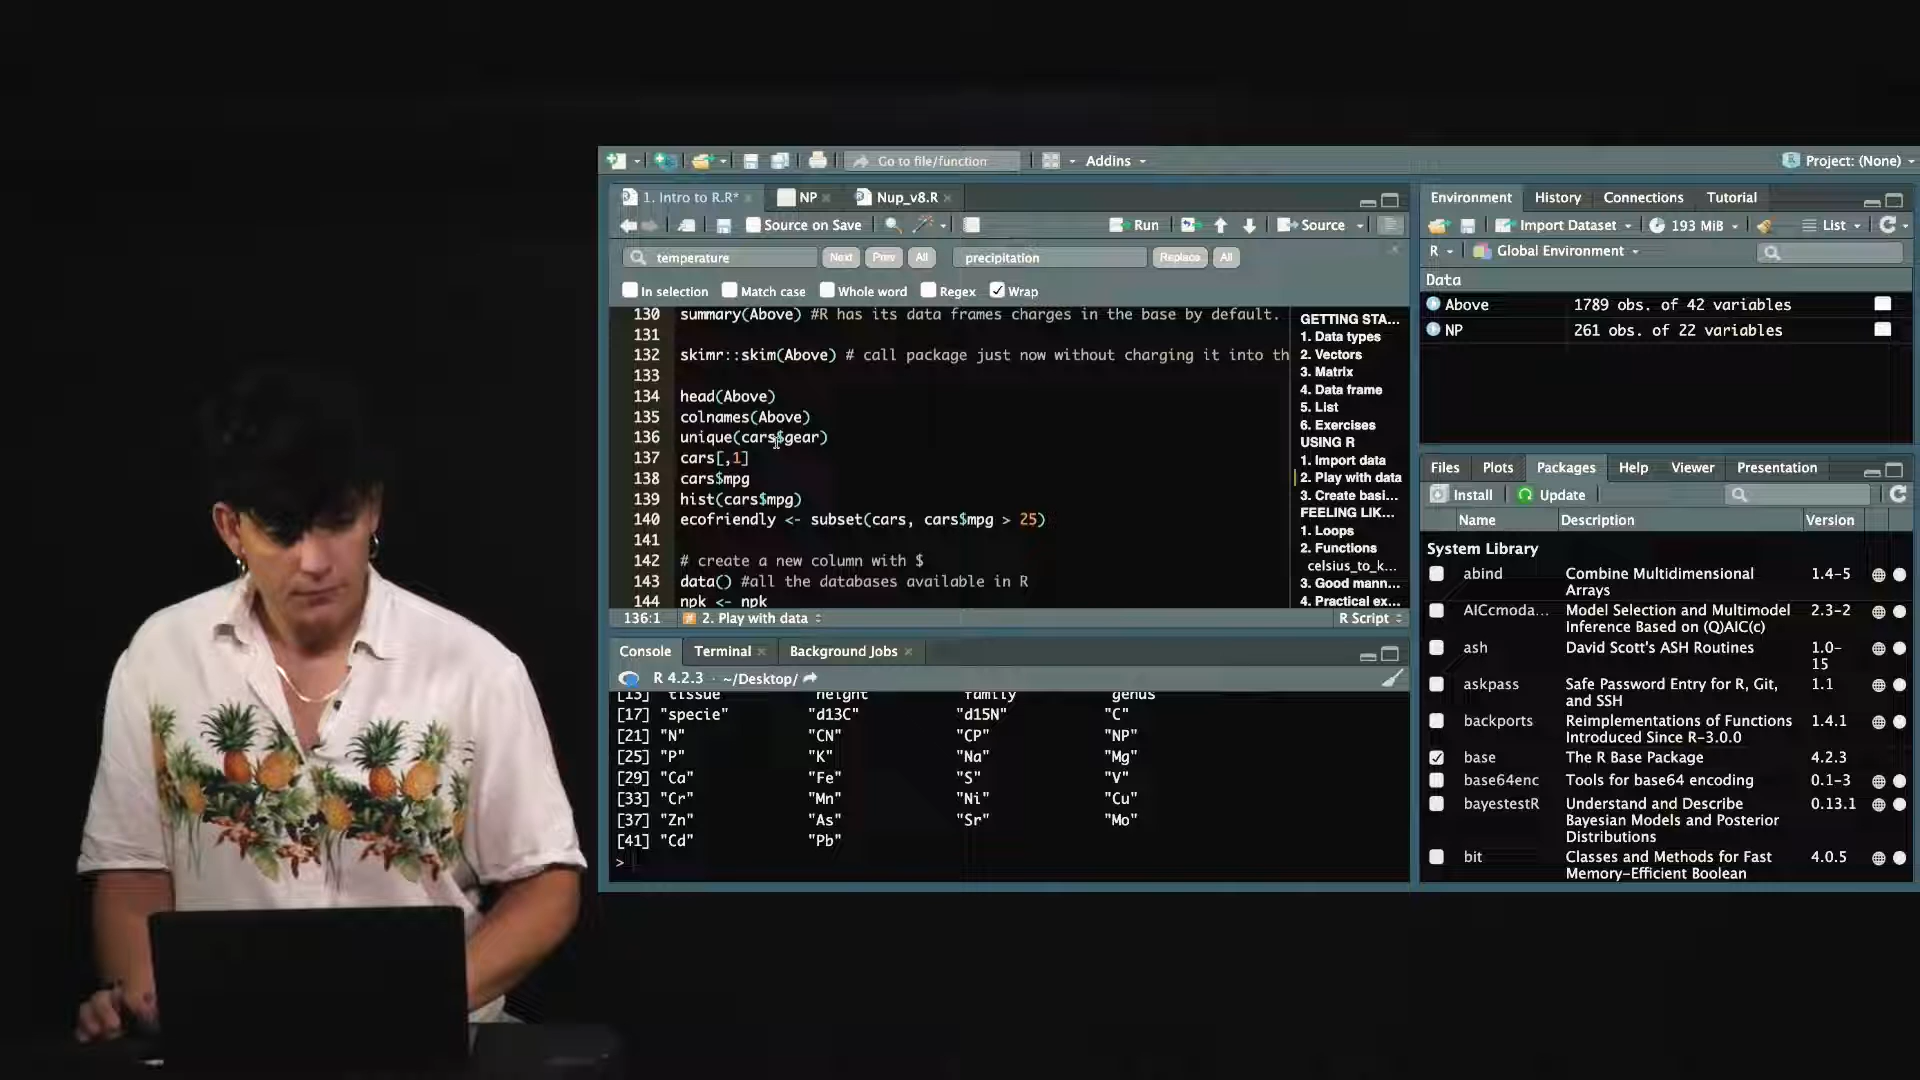 Go to file/function
Addins
Project: (None)
1. Intro to R.R*
NP
Nup_v8.R
Source on Save
Run
Source
temperature
Next
Prev
All
precipitation
Replace
All
In selection
Match case
Whole word
Regex
Wrap
130 summary(Above) #R has its data frames charges in the base by default.
131
132 skimr::skim(Above) # call package just now without charging it into th
133
134 head(Above)
135 colnames(Above)
136 unique(cars$gear)
137 cars[,1]
138 cars$mpg
139 hist(cars$mpg)
140 ecofriendly <- subset(cars, cars$mpg > 25)
141
142 # create a new column with $
143 data() #all the databases available in R
144 npk <- npk
GETTING STA...
1. Data types
2. Vectors
3. Matrix
4. Data frame
5. List
6. Exercises
USING R
1. Import data
2. Play with data
3. Create basi...
FEELING LIK...
1. Loops
2. Functions
celsius_to_k...
3. Good mann...
4. Practical ex...
136:1
2. Play with data
R Script
Console
Terminal
Background Jobs
R 4.2.3 · ~/Desktop/
[13] "tissue" "height" "family" "genus"
[17] "specie" "d13C" "d15N" "C"
[21] "N" "CN" "CP" "NP"
[25] "P" "K" "Na" "Mg"
[29] "Ca" "Fe" "S" "V"
[33] "Cr" "Mn" "Ni" "Cu"
[37] "Zn" "As" "Sr" "Mo"
[41] "Cd" "Pb"
>
Environment
History
Connections
Tutorial
Import Dataset
193 MiB
List
R
Global Environment
Data
Above 1789 obs. of 42 variables
NP 261 obs. of 22 variables
Files
Plots
Packages
Help
Viewer
Presentation
Install
Update
Name Description Version
System Library
abind Combine Multidimensional 1.4-5
Arrays
AICcmoda... Model Selection and Multimodel 2.3-2
Inference Based on (Q)AIC(c)
ash David Scott's ASH Routines 1.0-
15
askpass Safe Password Entry for R, Git, 1.1
and SSH
backports Reimplementations of Functions 1.4.1
Introduced Since R-3.0.0
base The R Base Package 4.2.3
base64enc Tools for base64 encoding 0.1-3
bayestestR Understand and Describe 0.13.1
Bayesian Models and Posterior
Distributions
bit Classes and Methods for Fast 4.0.5
Memory-Efficient Boolean